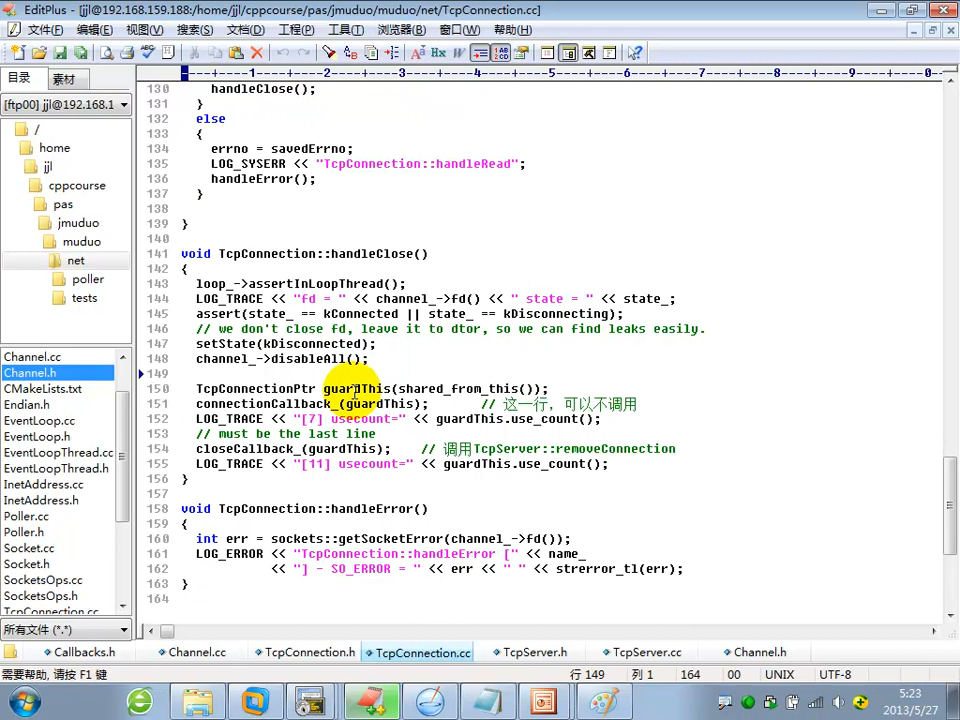 EditPlus - [jjl@192.168.159.188:/home/jjl/cppcourse/pas/jmuduo/muduo/net/TcpConnection.cc]
文件(F) 编辑(E) 视图(V) 搜索(S) 文档(D) 工程(P) 工具(T) 浏览器(B) 窗口(W) 帮助(H)
目录 素材
----+----1----+----2----+----3----+----4----+----5----+----6----+----7----+----8----+----9----+----0--
[ftp00] jjl@192.168.1
/
home
jjl
cppcourse
pas
jmuduo
muduo
net
poller
tests
Channel.cc
Channel.h
CMakeLists.txt
Endian.h
EventLoop.cc
EventLoop.h
EventLoopThread.cc
EventLoopThread.h
InetAddress.cc
InetAddress.h
Poller.cc
Poller.h
Socket.cc
Socket.h
SocketsOps.cc
SocketsOps.h
TcpConnection.cc
所有文件 (*.*)
130 handleClose();
131 }
132 else
133 {
134 errno = savedErrno;
135 LOG_SYSERR << "TcpConnection::handleRead";
136 handleError();
137 }
138
139 }
140
141 void TcpConnection::handleClose()
142 {
143 loop_->assertInLoopThread();
144 LOG_TRACE << "fd = " << channel_->fd() << " state = " << state_;
145 assert(state_ == kConnected || state_ == kDisconnecting);
146 // we don't close fd, leave it to dtor, so we can find leaks easily.
147 setState(kDisconnected);
148 channel_->disableAll();
149
150 TcpConnectionPtr guardThis(shared_from_this());
151 connectionCallback_(guardThis); // 这一行，可以不调用
152 LOG_TRACE << "[7] usecount=" << guardThis.use_count();
153 // must be the last line
154 closeCallback_(guardThis); // 调用TcpServer::removeConnection
155 LOG_TRACE << "[11] usecount=" << guardThis.use_count();
156 }
157
158 void TcpConnection::handleError()
159 {
160 int err = sockets::getSocketError(channel_->fd());
161 LOG_ERROR << "TcpConnection::handleError [" << name_
162 << "] - SO_ERROR = " << err << " " << strerror_tl(err);
163 }
164
Callbacks.h Channel.cc TcpConnection.h TcpConnection.cc TcpServer.h TcpServer.cc Channel.h
需要帮助, 请按 F1 键 行 149 列 1 164 00 UNIX UTF-8
5:23
2013/5/27